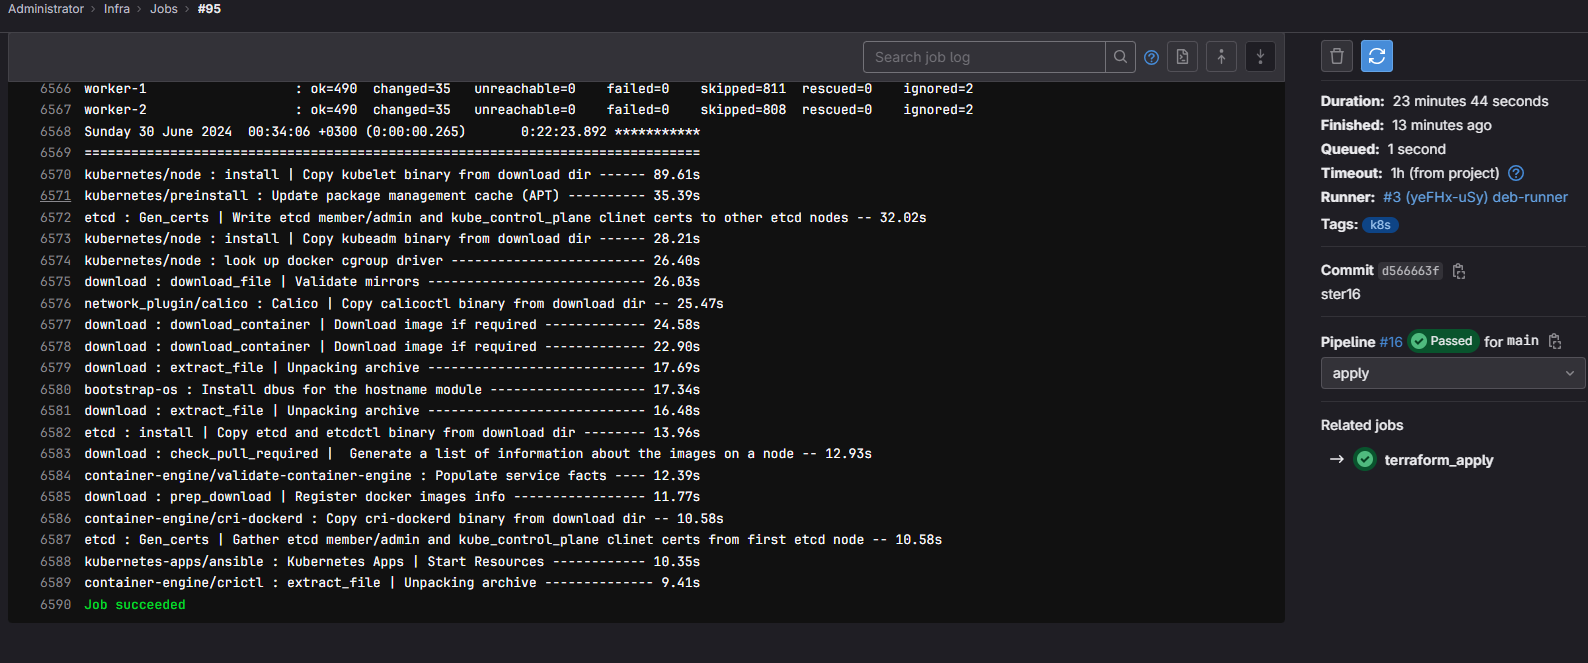 Administrator > Infra > Jobs > #95
Search job log
6566 worker-1 : ok=490 changed=35 unreachable=0 failed=0 skipped=811 rescued=0 ignored=2
6567 worker-2 : ok=490 changed=35 unreachable=0 failed=0 skipped=808 rescued=0 ignored=2
6568 Sunday 30 June 2024 00:34:06 +0300 (0:00:00.265) 0:22:23.892 ***********
6569 ===============================================================================
6570 kubernetes/node : install | Copy kubelet binary from download dir ------ 89.61s
6571 kubernetes/preinstall : Update package management cache (APT) ---------- 35.39s
6572 etcd : Gen_certs | Write etcd member/admin and kube_control_plane clinet certs to other etcd nodes -- 32.02s
6573 kubernetes/node : install | Copy kubeadm binary from download dir ------ 28.21s
6574 kubernetes/node : look up docker cgroup driver ------------------------- 26.40s
6575 download : download_file | Validate mirrors ---------------------------- 26.03s
6576 network_plugin/calico : Calico | Copy calicoctl binary from download dir -- 25.47s
6577 download : download_container | Download image if required ------------- 24.58s
6578 download : download_container | Download image if required ------------- 22.90s
6579 download : extract_file | Unpacking archive ---------------------------- 17.69s
6580 bootstrap-os : Install dbus for the hostname module -------------------- 17.34s
6581 download : extract_file | Unpacking archive ---------------------------- 16.48s
6582 etcd : install | Copy etcd and etcdctl binary from download dir -------- 13.96s
6583 download : check_pull_required |  Generate a list of information about the images on a node -- 12.93s
6584 container-engine/validate-container-engine : Populate service facts ---- 12.39s
6585 download : prep_download | Register docker images info ----------------- 11.77s
6586 container-engine/cri-dockerd : Copy cri-dockerd binary from download dir -- 10.58s
6587 etcd : Gen_certs | Gather etcd member/admin and kube_control_plane clinet certs from first etcd node -- 10.58s
6588 kubernetes-apps/ansible : Kubernetes Apps | Start Resources ------------ 10.35s
6589 container-engine/crictl : extract_file | Unpacking archive -------------- 9.41s
6590 Job succeeded
Duration: 23 minutes 44 seconds
Finished: 13 minutes ago
Queued: 1 second
Timeout: 1h (from project)
Runner: #3 (yeFHx-uSy) deb-runner
Tags: k8s
Commit d566663f
ster16
Pipeline #16 Passed for main
apply
Related jobs
→ terraform_apply